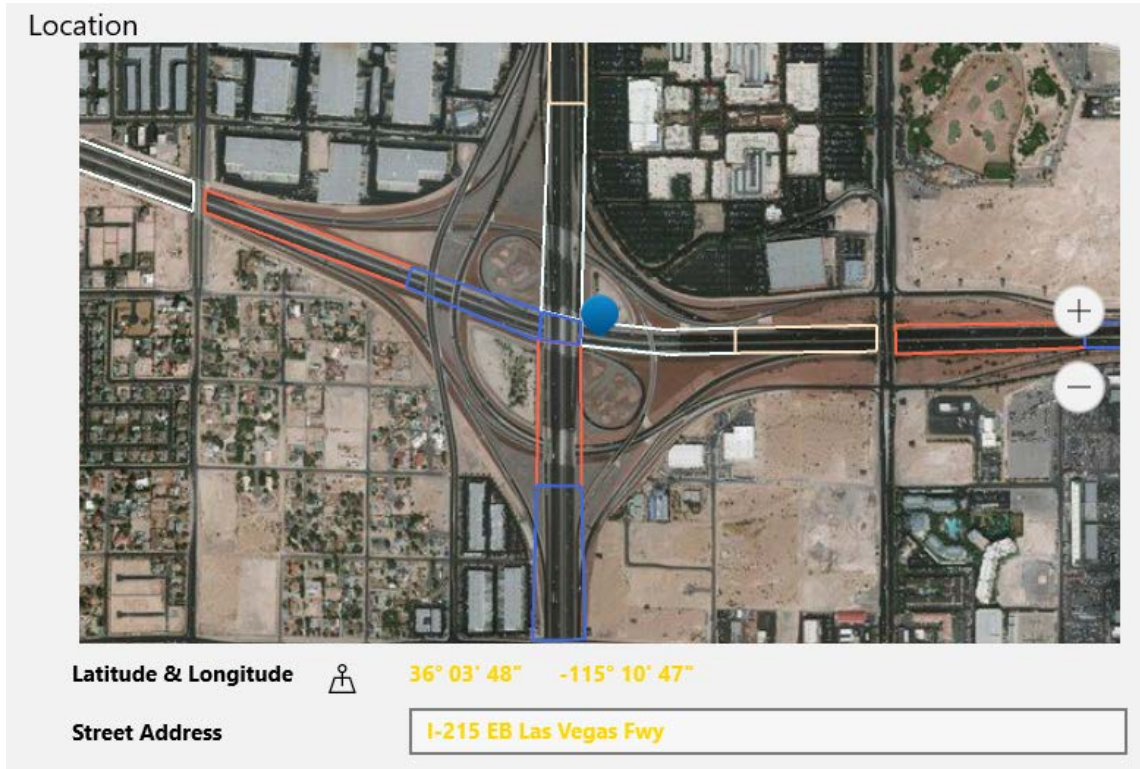 Location
+
−
Latitude & Longitude 36° 03' 48" -115° 10' 47"
Street Address I-215 EB Las Vegas Fwy